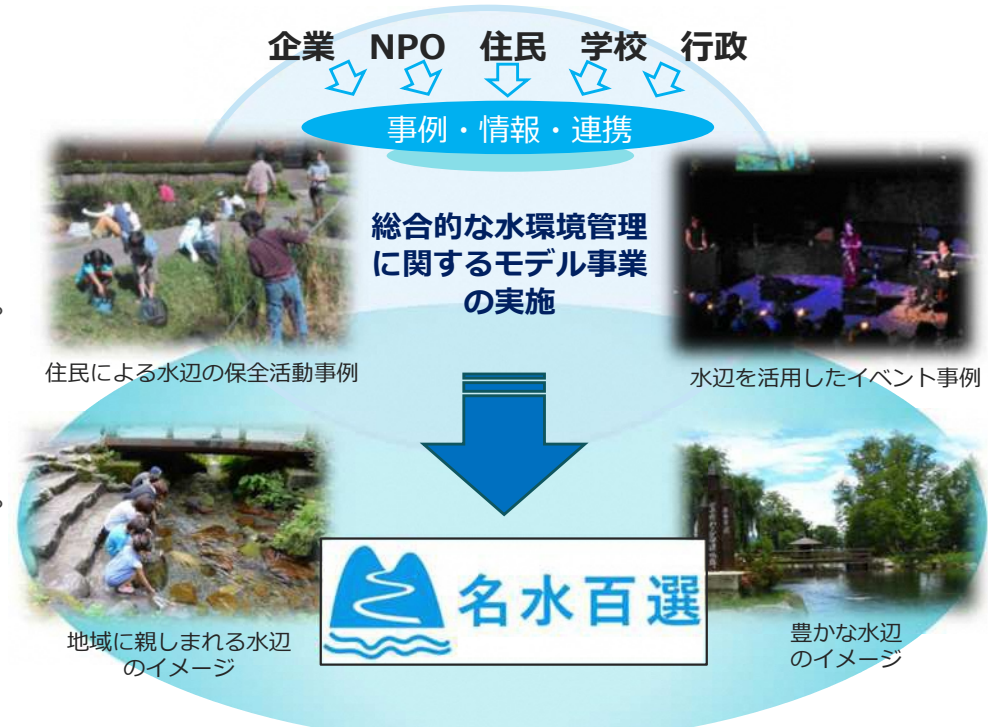 企業 NPO 住民 学校 行政
事例・情報・連携
総合的な水環境管理
に関するモデル事業
の実施
。
住民による水辺の保全活動事例
水辺を活用したイベント事例
。
名水百選
地域に親しまれる水辺
のイメージ
豊かな水辺
のイメージ